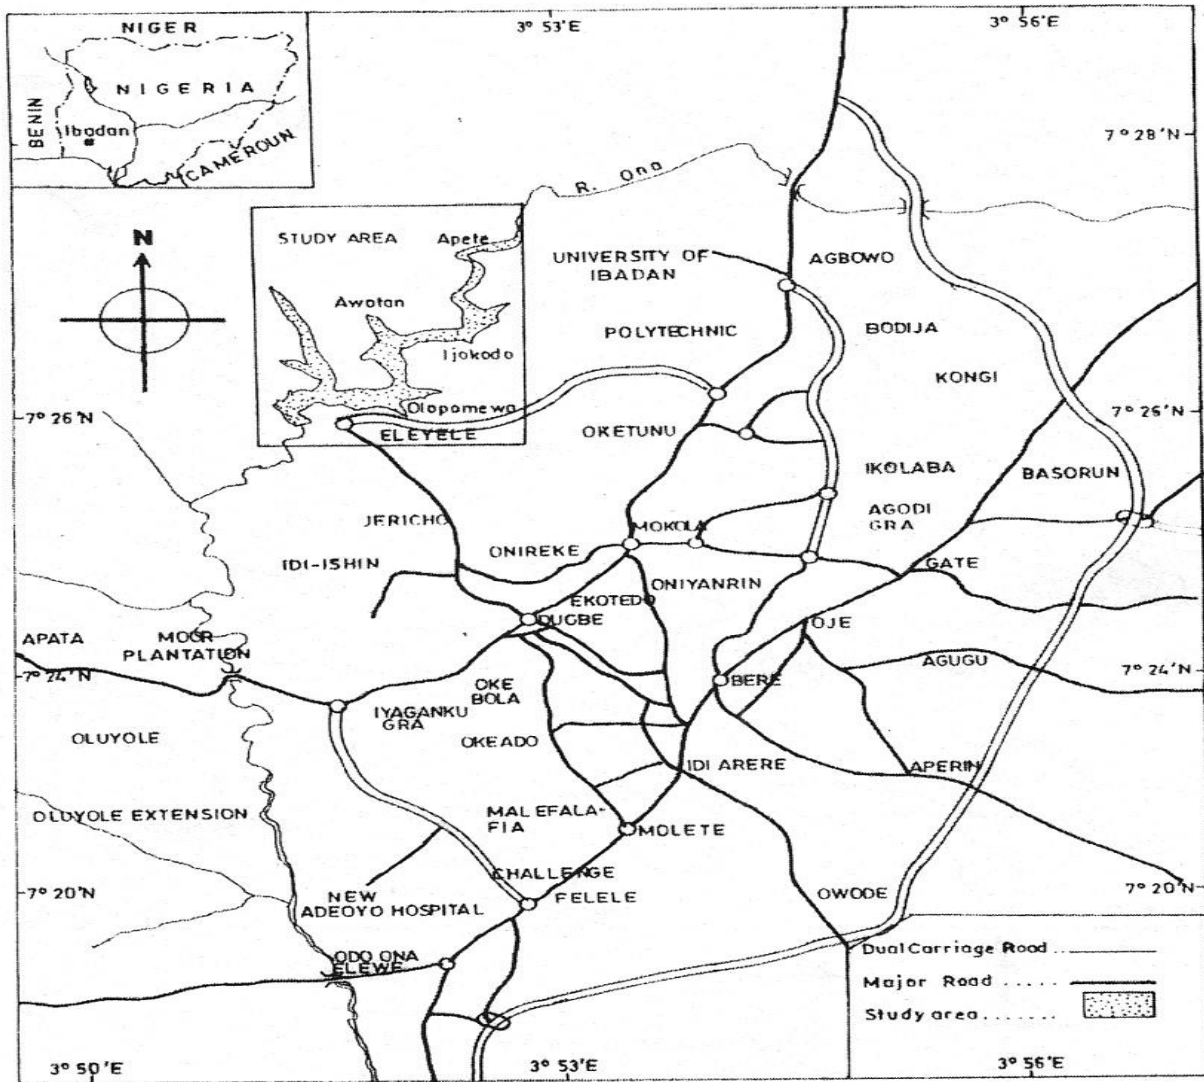 3° 53'E
3° 56'E
NIGER
NIGERIA
BENIN
Ibadan
CAMEROUN
7° 28'N
R. Ona
N
STUDY AREA
Apete
UNIVERSITY OF
IBADAN
AGBOWO
Awotan
POLYTECHNIC
BODIJA
Ijokodo
KONGI
7° 26'N
Olopomewa
7° 26'N
ELEYELE
OKETUNU
IKOLABA
BASORUN
JERICHO
AGODI
GRA
MOKOLA
ONIREKE
IDI-ISHIN
GATE
ONIYANRIN
EKOTEDO
DUGBE
OJE
APATA
MOOR
PLANTATION
AGUGU
7° 24'N
7° 24'N
BERE
OKE
BOLA
IYAGANKU
GRA
OLUYOLE
OKEADO
IDI ARERE
APERIN
OLUYOLE EXTENSION
MALEFALA-
FIA
MOLETE
CHALLENGE
7° 20'N
NEW
ADEOYO HOSPITAL
FELELE
OWODE
7° 20'N
ODO ONA
ELEWE
Dual Carriage Road
Major Road .....
Study area ......
3° 50'E
3° 53'E
3° 56'E